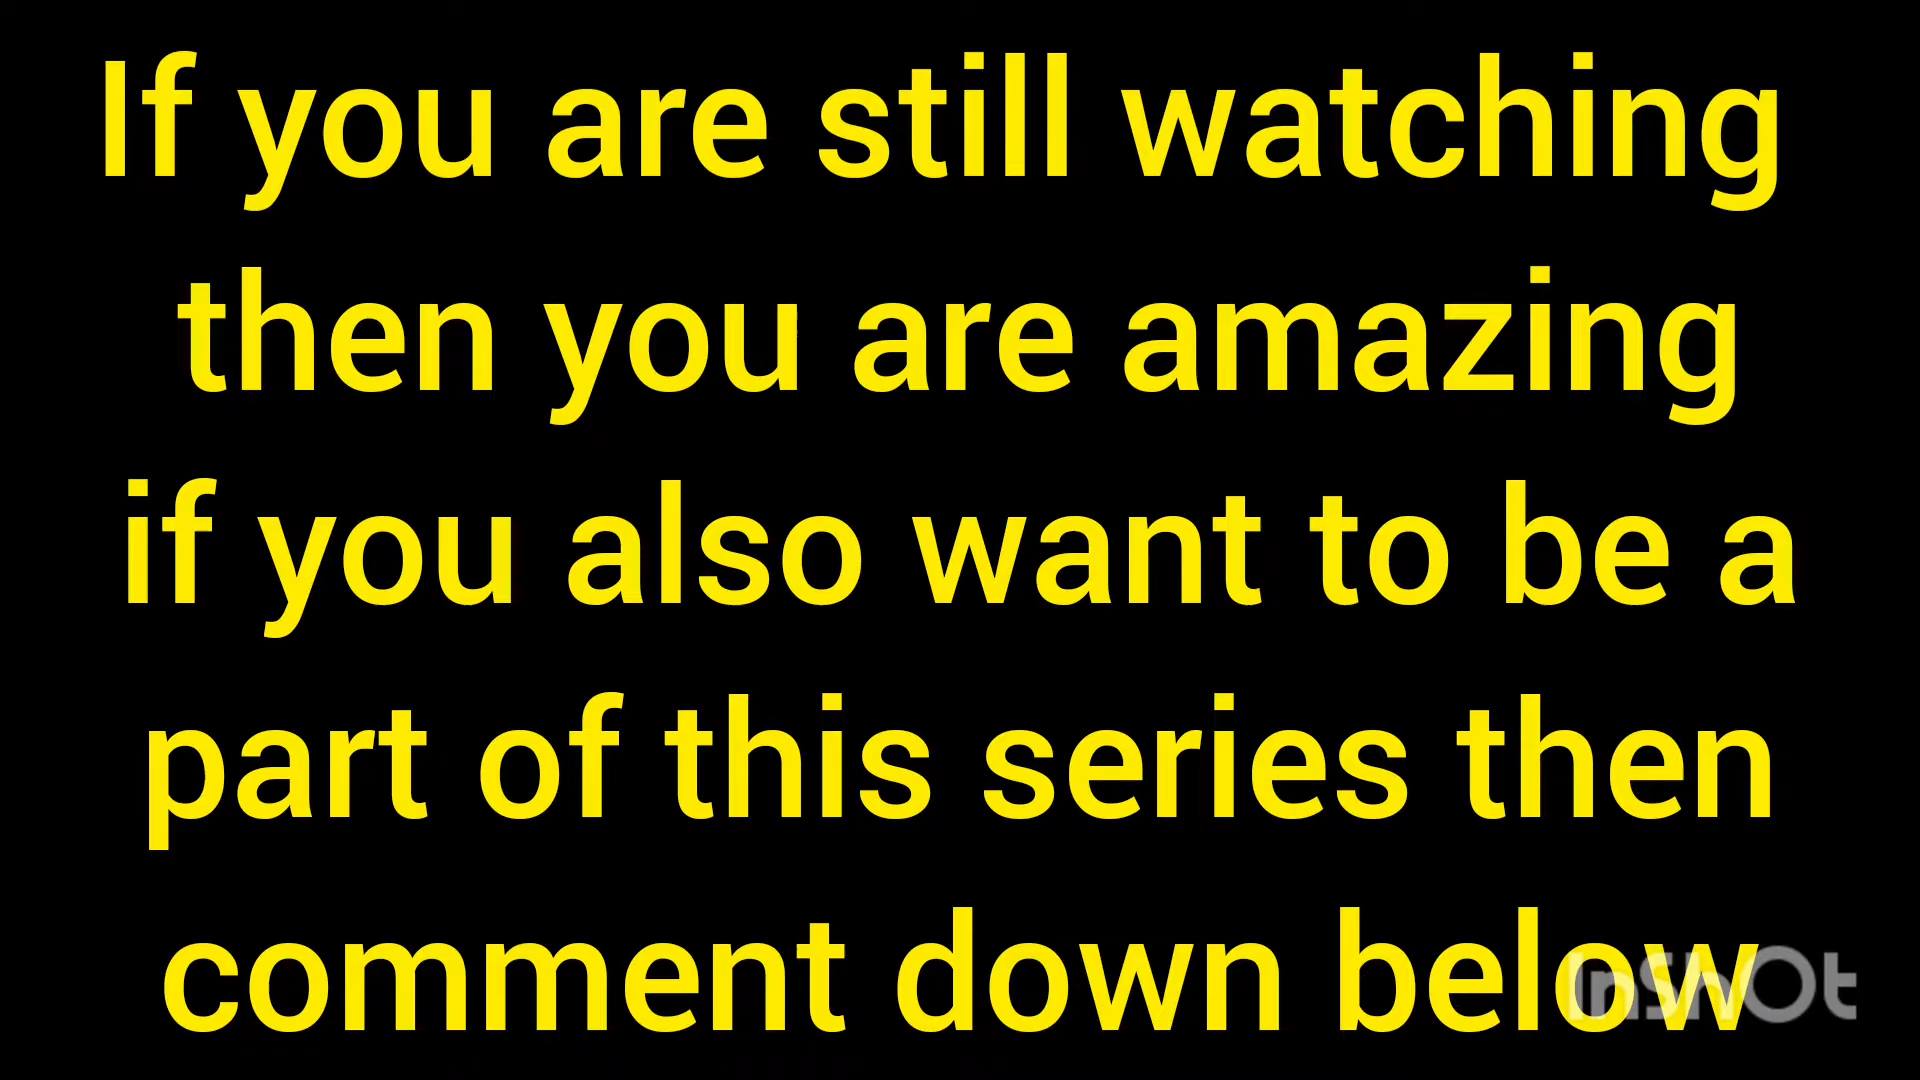 If you are still watching
then you are amazing
if you also want to be a
part of this series then
comment down below
InShOt